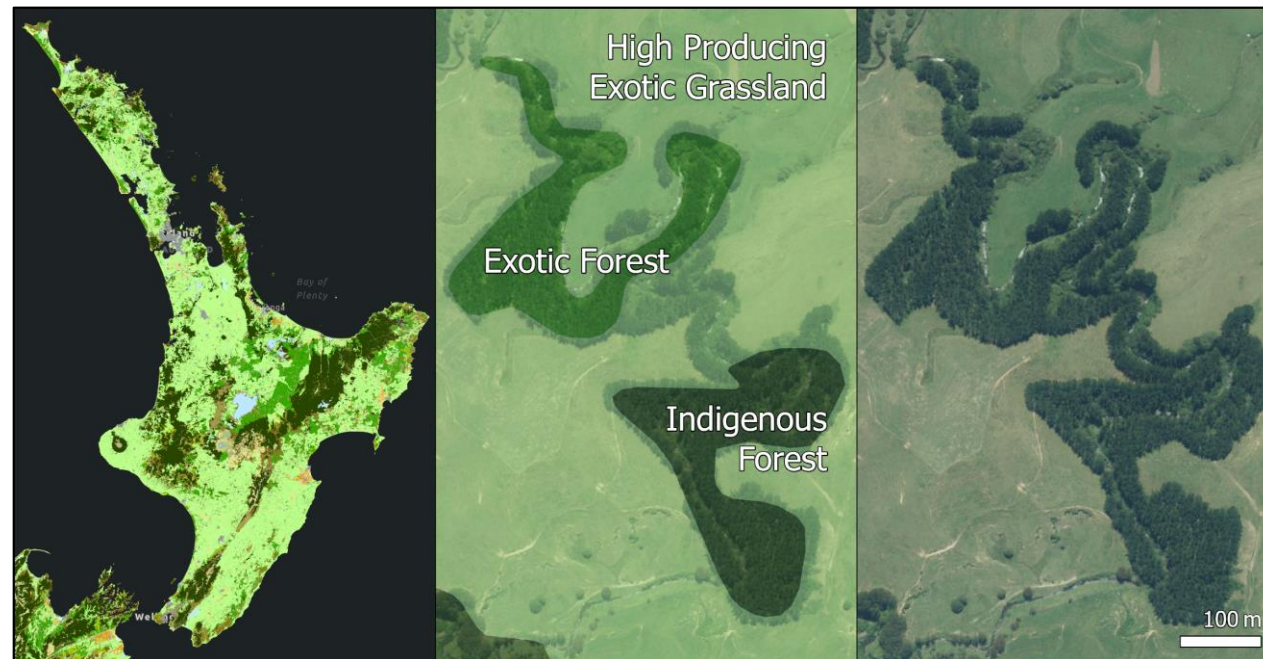 Bay of
Plenty
High Producing
Exotic Grassland
Exotic Forest
Indigenous
Forest
100 m